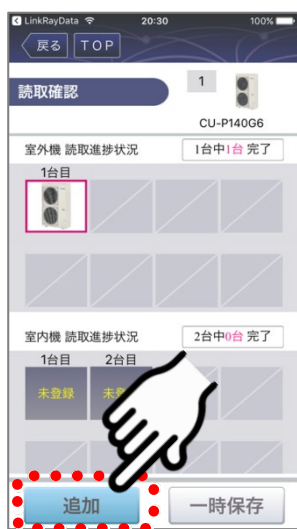 LinkRayData 20:30 100%
戻る TOP
読取確認
1
CU-P140G6
室外機 読取進捗状況 1台中1台 完了
1台目
室内機 読取進捗状況 2台中0台 完了
1台目 2台目
未登録 未
追加 一時保存